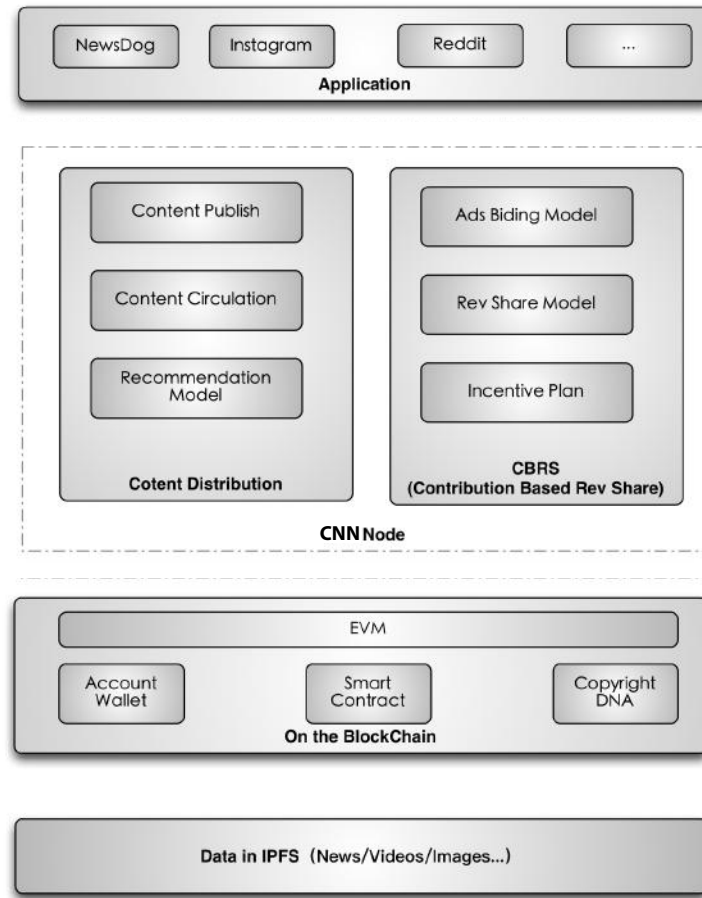 NewsDog
Instagram
Reddit
...
Application
Content Publish
Content Circulation
Recommendation
Model
Cotent Distribution
Ads Biding Model
Rev Share Model
Incentive Plan
CBRS
(Contribution Based Rev Share)
CNN Node
EVM
Account
Wallet
Smart
Contract
Copyright
DNA
On the BlockChain
Data in IPFS (News/Videos/Images...)